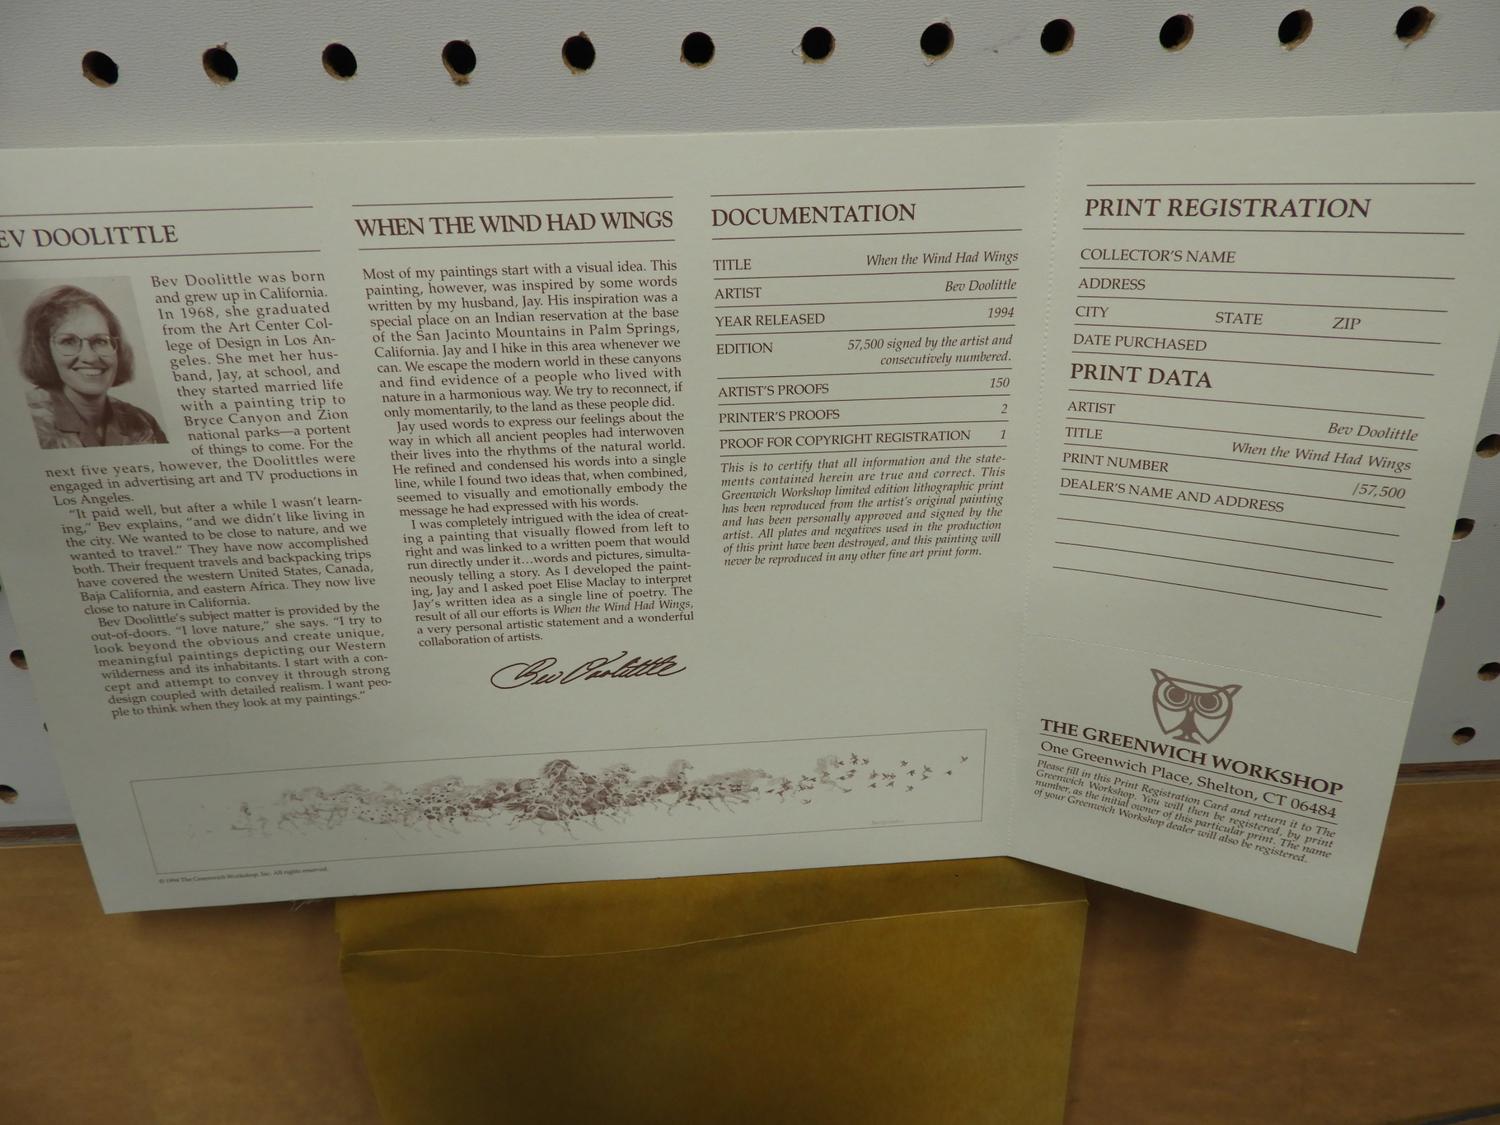 EV DOOLITTLE
Bev Doolittle was born
and grew up in California.
In 1968, she graduated
from the Art Center Col-
lege of Design in Los An-
geles. She met her hus-
band, Jay, at school, and
they started married life
with a painting trip to
Bryce Canyon and Zion
national parks—a portent
of things to come. For the
next five years, however, the Doolittles were
engaged in advertising art and TV productions in
Los Angeles.
"It paid well, but after a while I wasn't learn-
ing," Bev explains, "and we didn't like living in
the city. We wanted to be close to nature, and we
wanted to travel." They have now accomplished
both. Their frequent travels and backpacking trips
have covered the western United States, Canada,
Baja California, and eastern Africa. They now live
close to nature in California.
Bev Doolittle's subject matter is provided by the
out-of-doors. "I love nature," she says. "I try to
look beyond the obvious and create unique,
meaningful paintings depicting our Western
wilderness and its inhabitants. I start with a con-
cept and attempt to convey it through strong
design coupled with detailed realism. I want peo-
ple to think when they look at my paintings."
WHEN THE WIND HAD WINGS
Most of my paintings start with a visual idea. This
painting, however, was inspired by some words
written by my husband, Jay. His inspiration was a
special place on an Indian reservation at the base
of the San Jacinto Mountains in Palm Springs,
California. Jay and I hike in this area whenever we
can. We escape the modern world in these canyons
and find evidence of a people who lived with
nature in a harmonious way. We try to reconnect, if
only momentarily, to the land as these people did.
Jay used words to express our feelings about the
way in which all ancient peoples had interwoven
their lives into the rhythms of the natural world.
He refined and condensed his words into a single
line, while I found two ideas that, when combined,
seemed to visually and emotionally embody the
message he had expressed with his words.
I was completely intrigued with the idea of creat-
ing a painting that visually flowed from left to
right and was linked to a written poem that would
run directly under it...words and pictures, simulta-
neously telling a story. As I developed the paint-
ing, Jay and I asked poet Elise Maclay to interpret
Jay's written idea as a single line of poetry. The
result of all our efforts is When the Wind Had Wings,
a very personal artistic statement and a wonderful
collaboration of artists.
Bev Doolittle
DOCUMENTATION
TITLE When the Wind Had Wings
ARTIST Bev Doolittle
YEAR RELEASED 1994
EDITION 57,500 signed by the artist and
consecutively numbered.
ARTIST'S PROOFS 150
PRINTER'S PROOFS 2
PROOF FOR COPYRIGHT REGISTRATION 1
This is to certify that all information and the state-
ments contained herein are true and correct. This
Greenwich Workshop limited edition lithographic print
has been reproduced from the artist's original painting
and has been personally approved and signed by the
artist. All plates and negatives used in the production
of this print have been destroyed, and this painting will
never be reproduced in any other fine art print form.
© 1994 The Greenwich Workshop, Inc. All rights reserved.
PRINT REGISTRATION
COLLECTOR'S NAME
ADDRESS
CITY STATE ZIP
DATE PURCHASED
PRINT DATA
ARTIST Bev Doolittle
TITLE When the Wind Had Wings
PRINT NUMBER /57,500
DEALER'S NAME AND ADDRESS
THE GREENWICH WORKSHOP
One Greenwich Place, Shelton, CT 06484
Please fill in this Print Registration Card and return it to The
Greenwich Workshop. You will then be registered, by print
number, as the initial owner of this particular print. The name
of your Greenwich Workshop dealer will also be registered.